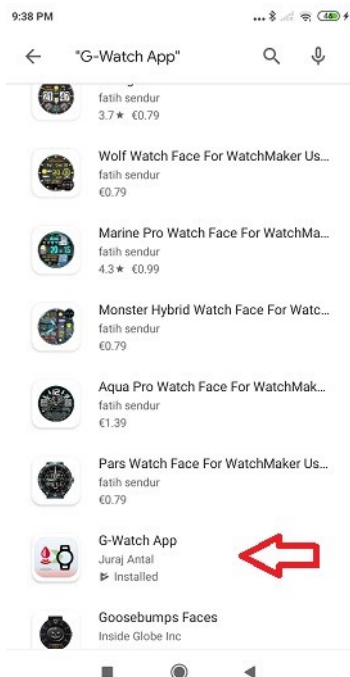 9:38 PM
46
"G-Watch App"
fatih sendur
3.7★ €0.79
Wolf Watch Face For WatchMaker Us...
fatih sendur
€0.79
Marine Pro Watch Face For WatchMa...
fatih sendur
4.3★ €0.99
Monster Hybrid Watch Face For Watc...
fatih sendur
€0.79
Aqua Pro Watch Face For WatchMak...
fatih sendur
€1.39
Pars Watch Face For WatchMaker Us...
fatih sendur
€0.79
G-Watch App
Juraj Antal
Installed
Goosebumps Faces
Inside Globe Inc